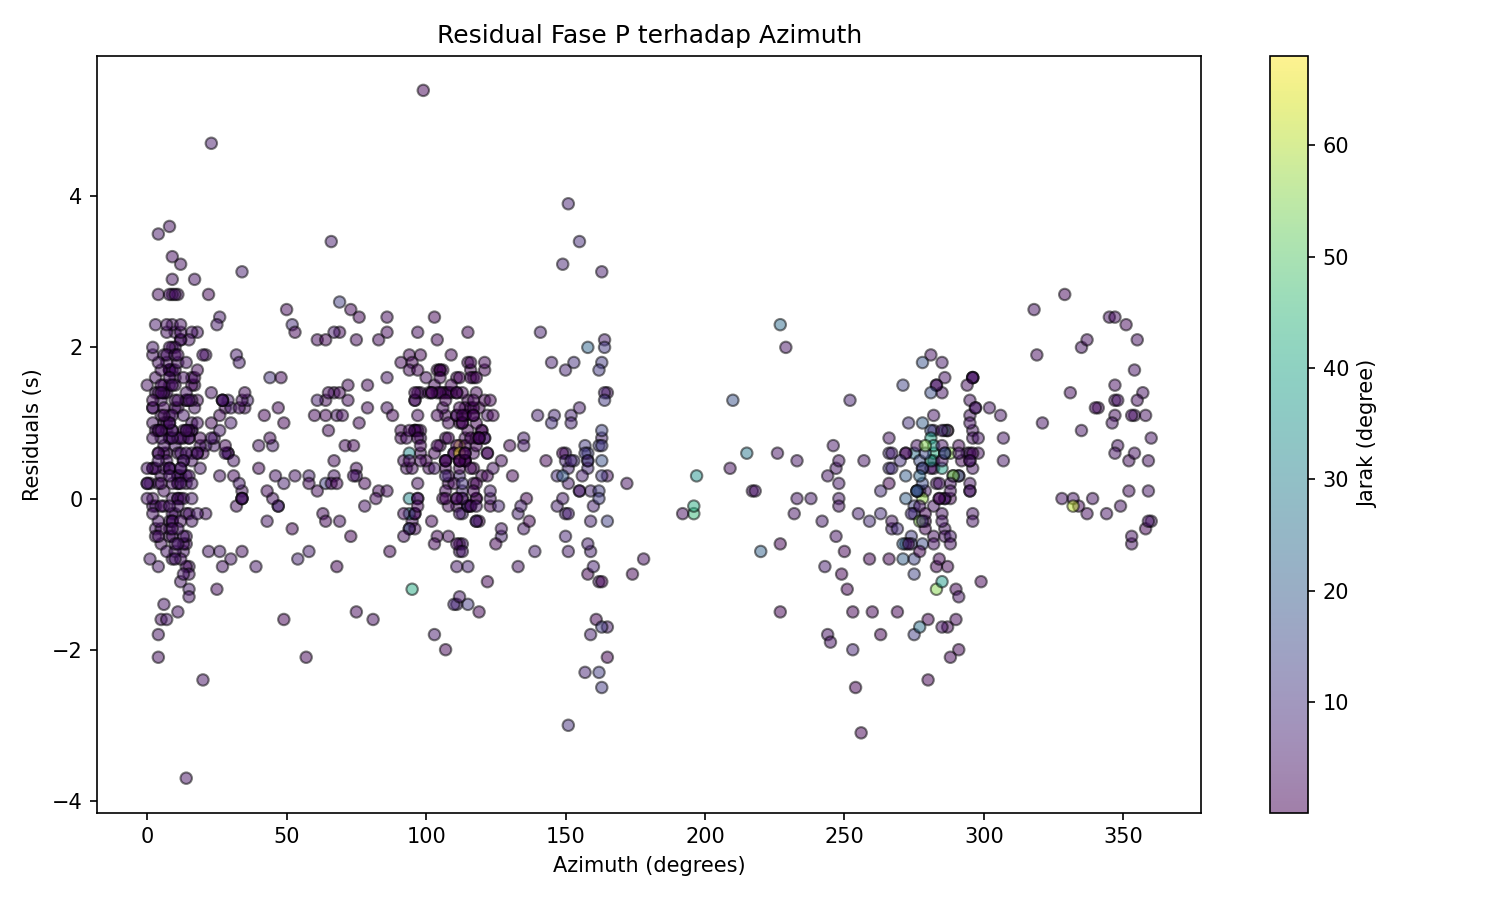 Residual Fase P terhadap Azimuth
Residuals (s)
4
2
0
−2
−4
0 50 100 150 200 250 300 350
Azimuth (degrees)
60
50
40
30
20
10
Jarak (degree)